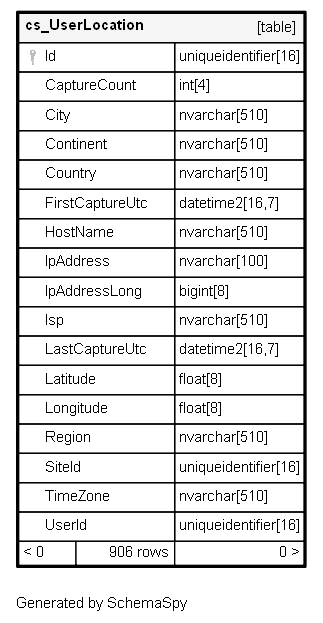 cs_UserLocation [table]
Id uniqueidentifier[16]
CaptureCount int[4]
City nvarchar[510]
Continent nvarchar[510]
Country nvarchar[510]
FirstCaptureUtc datetime2[16,7]
HostName nvarchar[510]
IpAddress nvarchar[100]
IpAddressLong bigint[8]
Isp nvarchar[510]
LastCaptureUtc datetime2[16,7]
Latitude float[8]
Longitude float[8]
Region nvarchar[510]
SiteId uniqueidentifier[16]
TimeZone nvarchar[510]
UserId uniqueidentifier[16]
< 0 906 rows 0 >
Generated by SchemaSpy